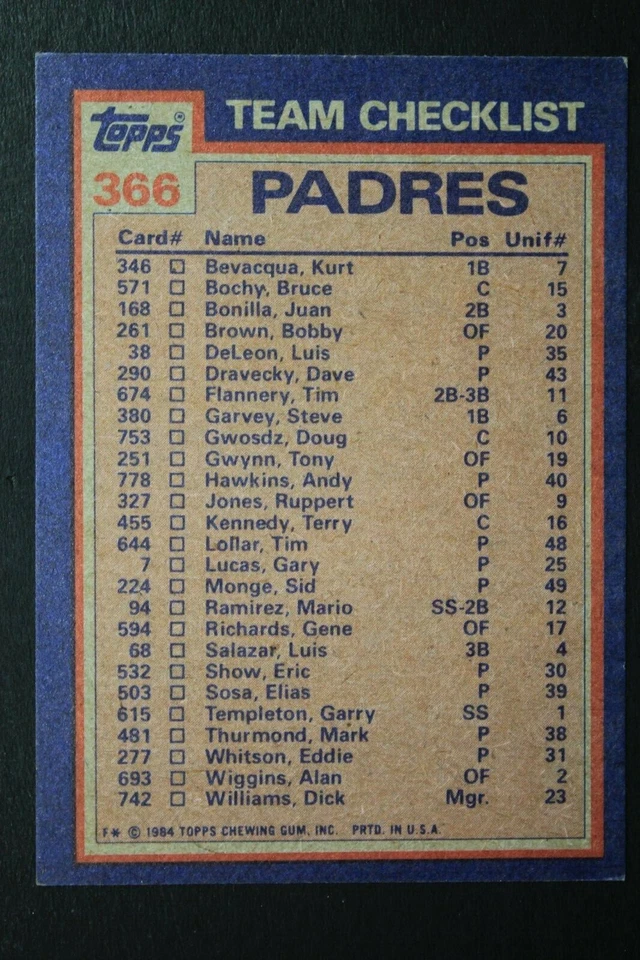 Topps®
TEAM CHECKLIST
366
PADRES
Card# Name Pos Unif#
346 Bevacqua, Kurt 1B 7
571 Bochy, Bruce C 15
168 Bonilla, Juan 2B 3
261 Brown, Bobby OF 20
38 DeLeon, Luis P 35
290 Dravecky, Dave P 43
674 Flannery, Tim 2B-3B 11
380 Garvey, Steve 1B 6
753 Gwosdz, Doug C 10
251 Gwynn, Tony OF 19
778 Hawkins, Andy P 40
327 Jones, Ruppert OF 9
455 Kennedy, Terry C 16
644 Lollar, Tim P 48
7 Lucas, Gary P 25
224 Monge, Sid P 49
94 Ramirez, Mario SS-2B 12
594 Richards, Gene OF 17
68 Salazar, Luis 3B 4
532 Show, Eric P 30
503 Sosa, Elias P 39
615 Templeton, Garry SS 1
481 Thurmond, Mark P 38
277 Whitson, Eddie P 31
693 Wiggins, Alan OF 2
742 Williams, Dick Mgr. 23
F* © 1984 TOPPS CHEWING GUM, INC. PRTD. IN U.S.A.